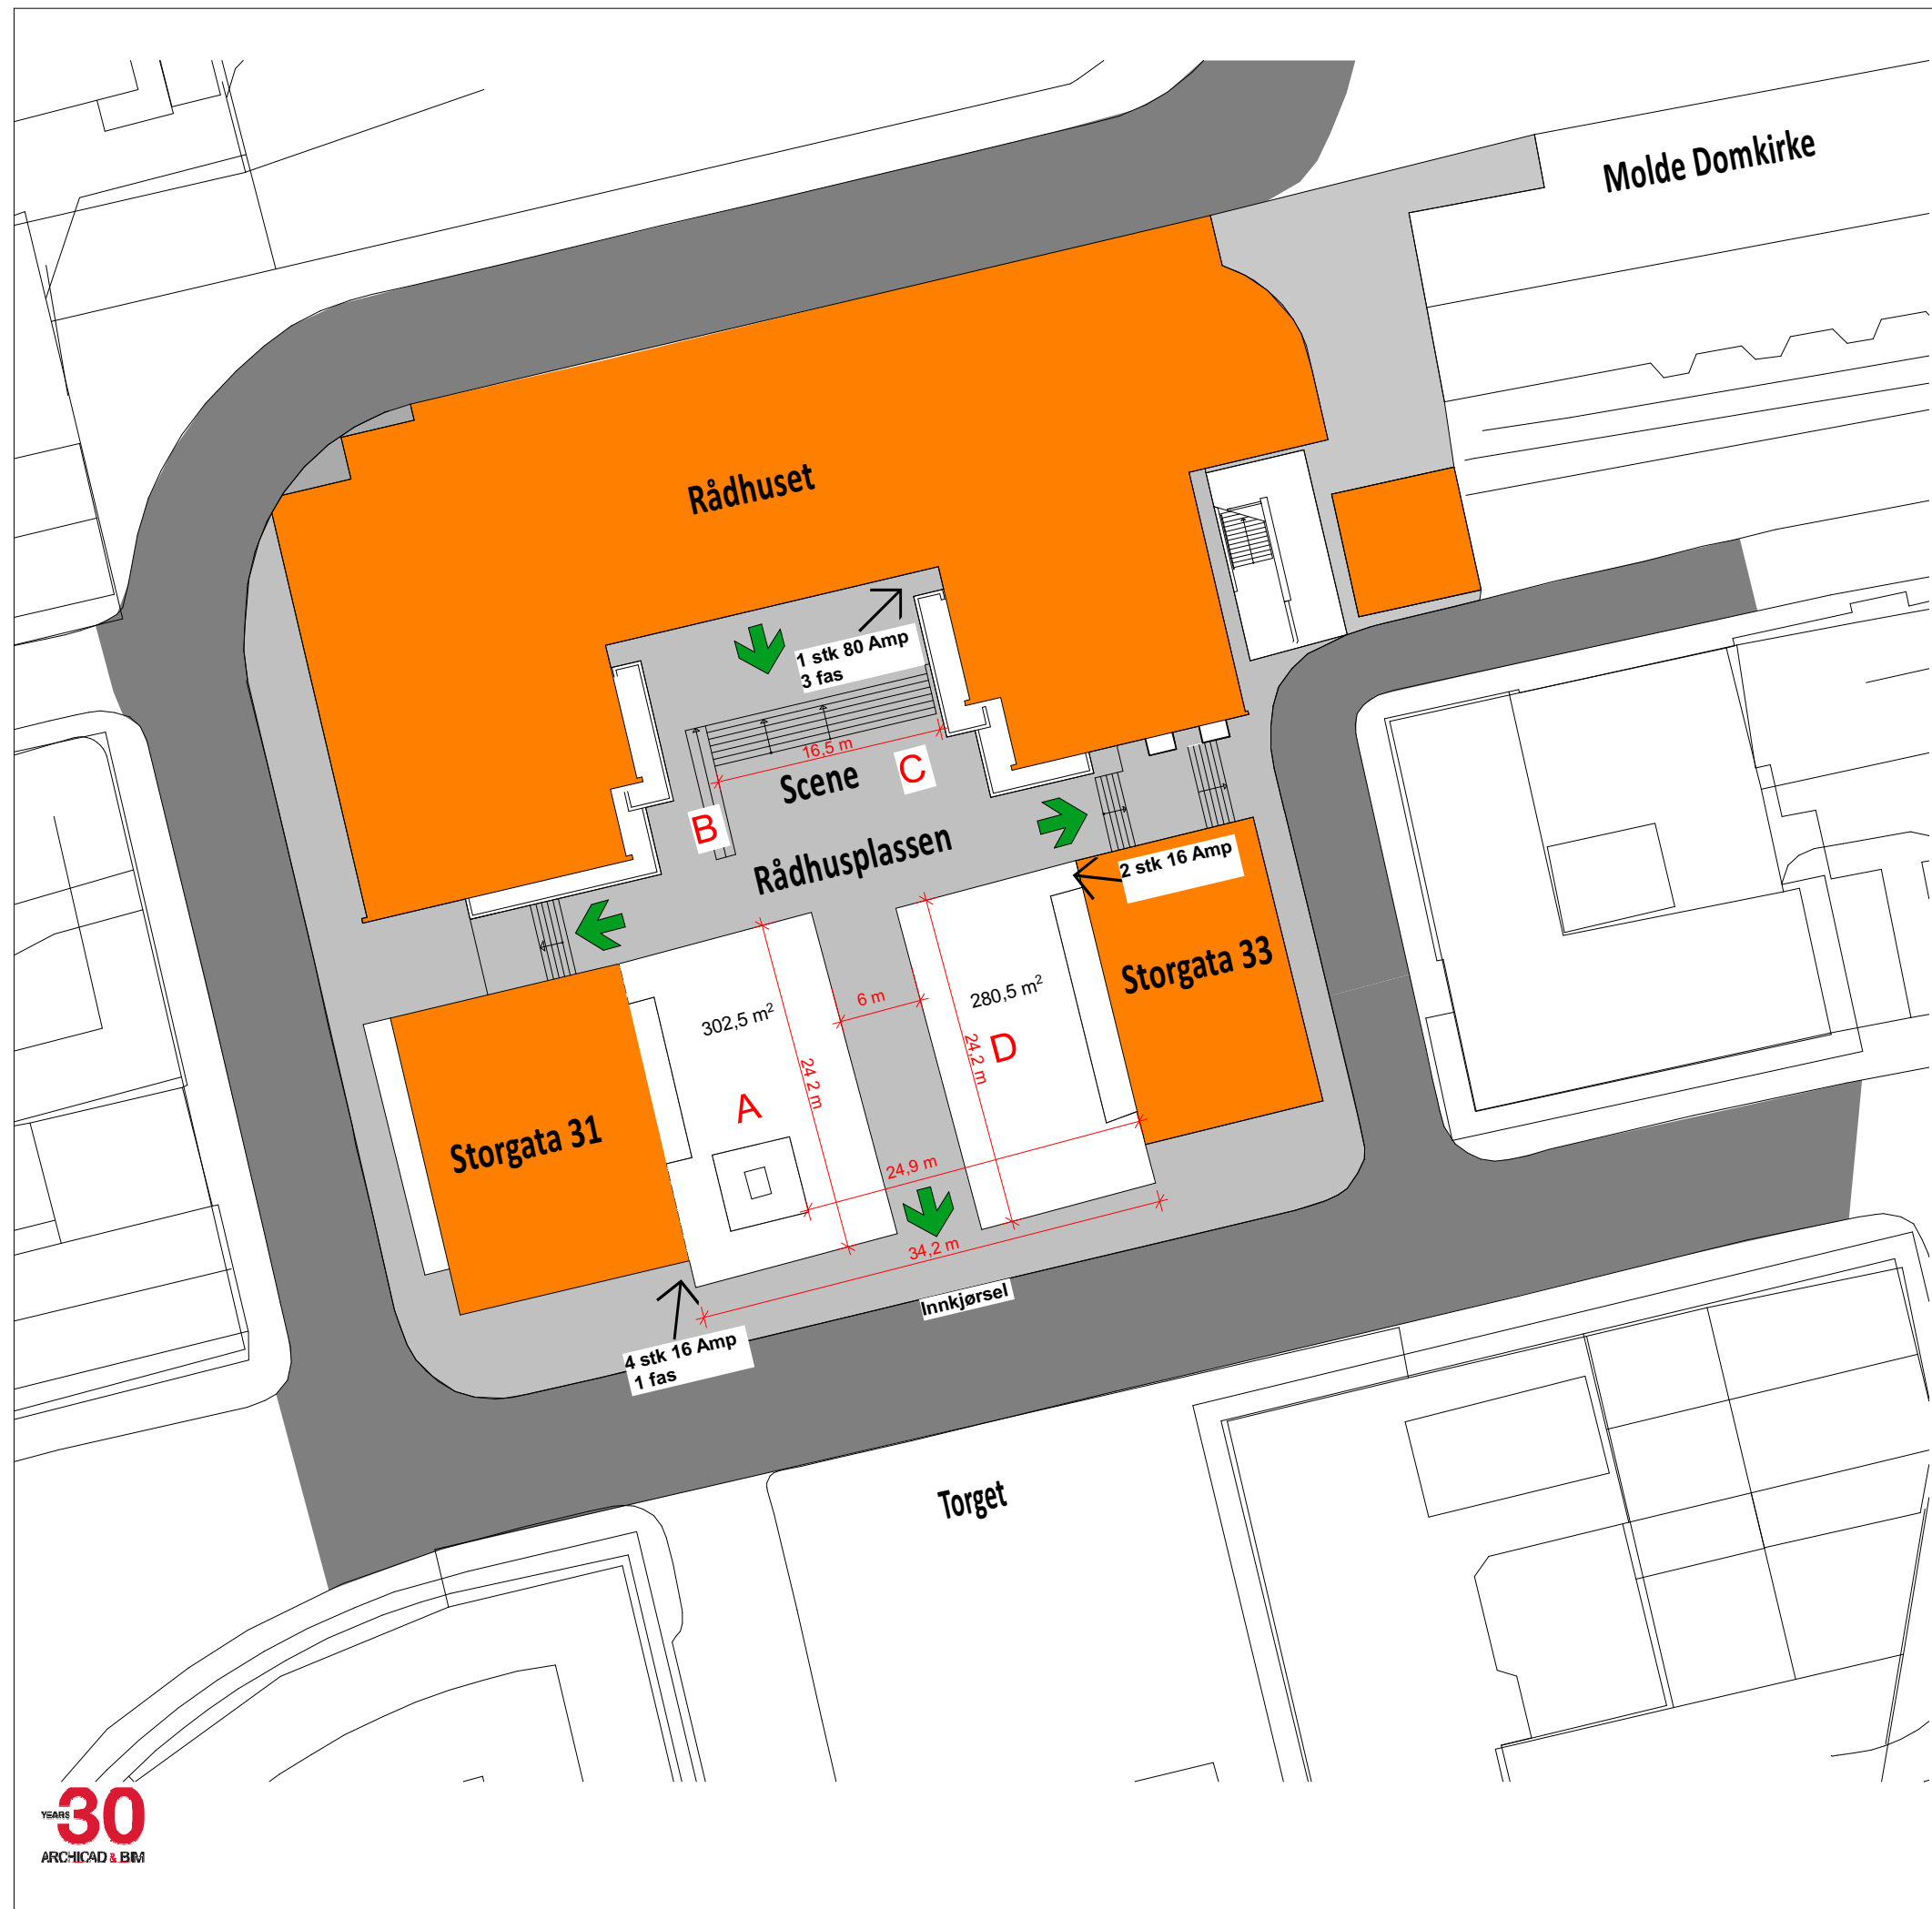 Molde Domkirke
Rådhuset
1 stk 80 Amp
3 fas
16,5 m
Scene
C
B
Rådhusplassen
2 stk 16 Amp
Storgata 33
302,5 m²
6 m
280,5 m²
24,2 m
24,2 m
D
A
Storgata 31
24,9 m
34,2 m
Innkjørsel
4 stk 16 Amp
1 fas
Torget
YEARS 30
ARCHICAD & BIM